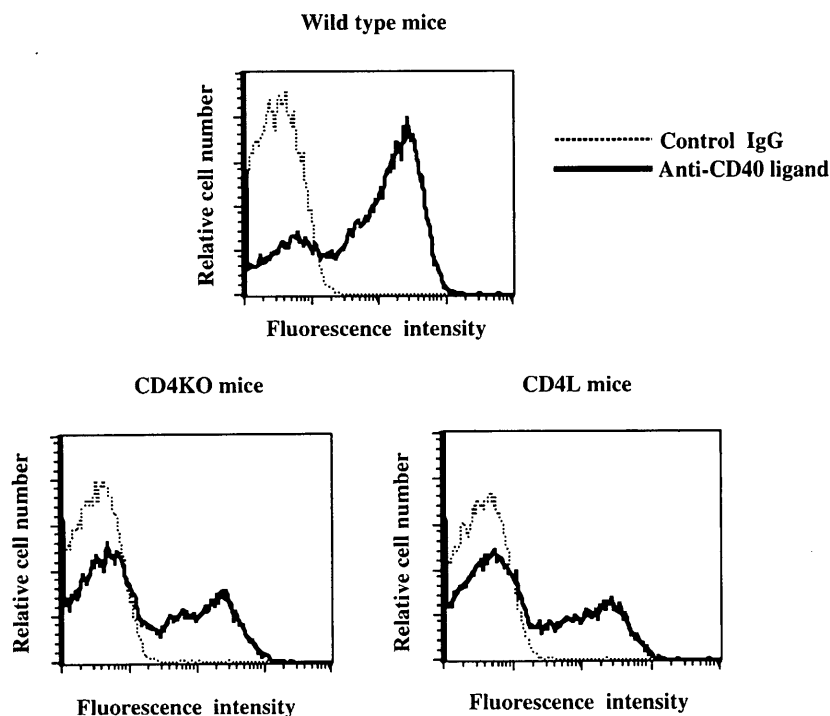 Wild type mice
Relative cell number
Fluorescence intensity
Control IgG
Anti-CD40 ligand
CD4KO mice
Relative cell number
Fluorescence intensity
CD4L mice
Relative cell number
Fluorescence intensity